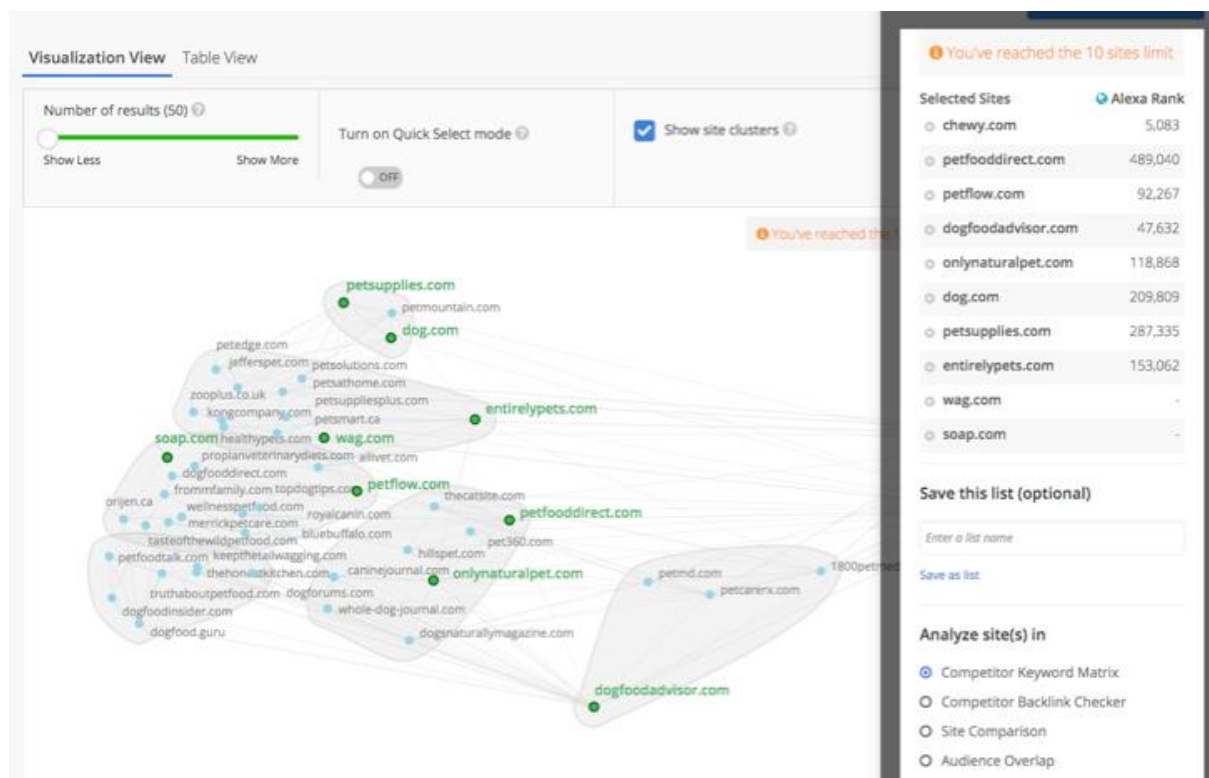 Visualization View Table View
Number of results (50)
Show Less Show More
Turn on Quick Select mode
OFF
Show site clusters
You've reached the
petsupplies.com
petmountain.com
dog.com
petedge.com
jefferspet.com
petsolutions.com
petsathome.com
zooplus.co.uk
petsuppliesplus.com
kongcompany.com
petsmart.ca
entirelypets.com
soap.com
healthypets.com
wag.com
proplanveterinarydiets.com
allivet.com
dogfooddirect.com
frommfamily.com
topdogtips.com
petflow.com
orijen.ca
thecatsite.com
wellnesspetfood.com
royalcanin.com
petfooddirect.com
merrickpetcare.com
tasteofthewildpetfood.com
bluebuffalo.com
pet360.com
petfoodtalk.com
keepthetailwagging.com
hillspet.com
thehonestkitchen.com
caninejournal.com
onlynaturalpet.com
petmd.com
1800petmed
petcarerx.com
truthaboutpetfood.com
dogforums.com
dogfoodinsider.com
whole-dog-journal.com
dogfood.guru
dogsnaturallymagazine.com
dogfoodadvisor.com
You've reached the 10 sites limit
Selected Sites Alexa Rank
chewy.com 5,083
petfooddirect.com 489,040
petflow.com 92,267
dogfoodadvisor.com 47,632
onlynaturalpet.com 118,868
dog.com 209,809
petsupplies.com 287,335
entirelypets.com 153,062
wag.com -
soap.com -
Save this list (optional)
Enter a list name
Save as list
Analyze site(s) in
Competitor Keyword Matrix
Competitor Backlink Checker
Site Comparison
Audience Overlap